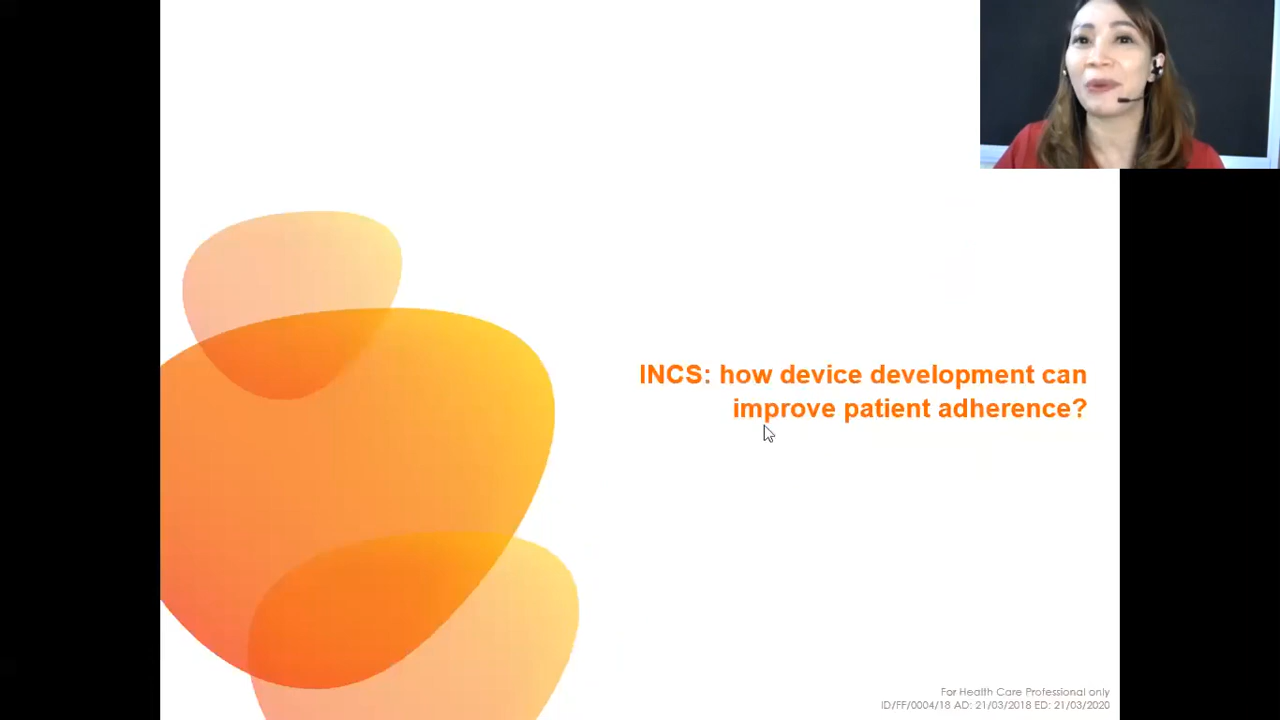 INCS: how device development can
improve patient adherence?
For Health Care Professional only
ID/FF/0004/18 AD: 21/03/2018 ED: 21/03/2020